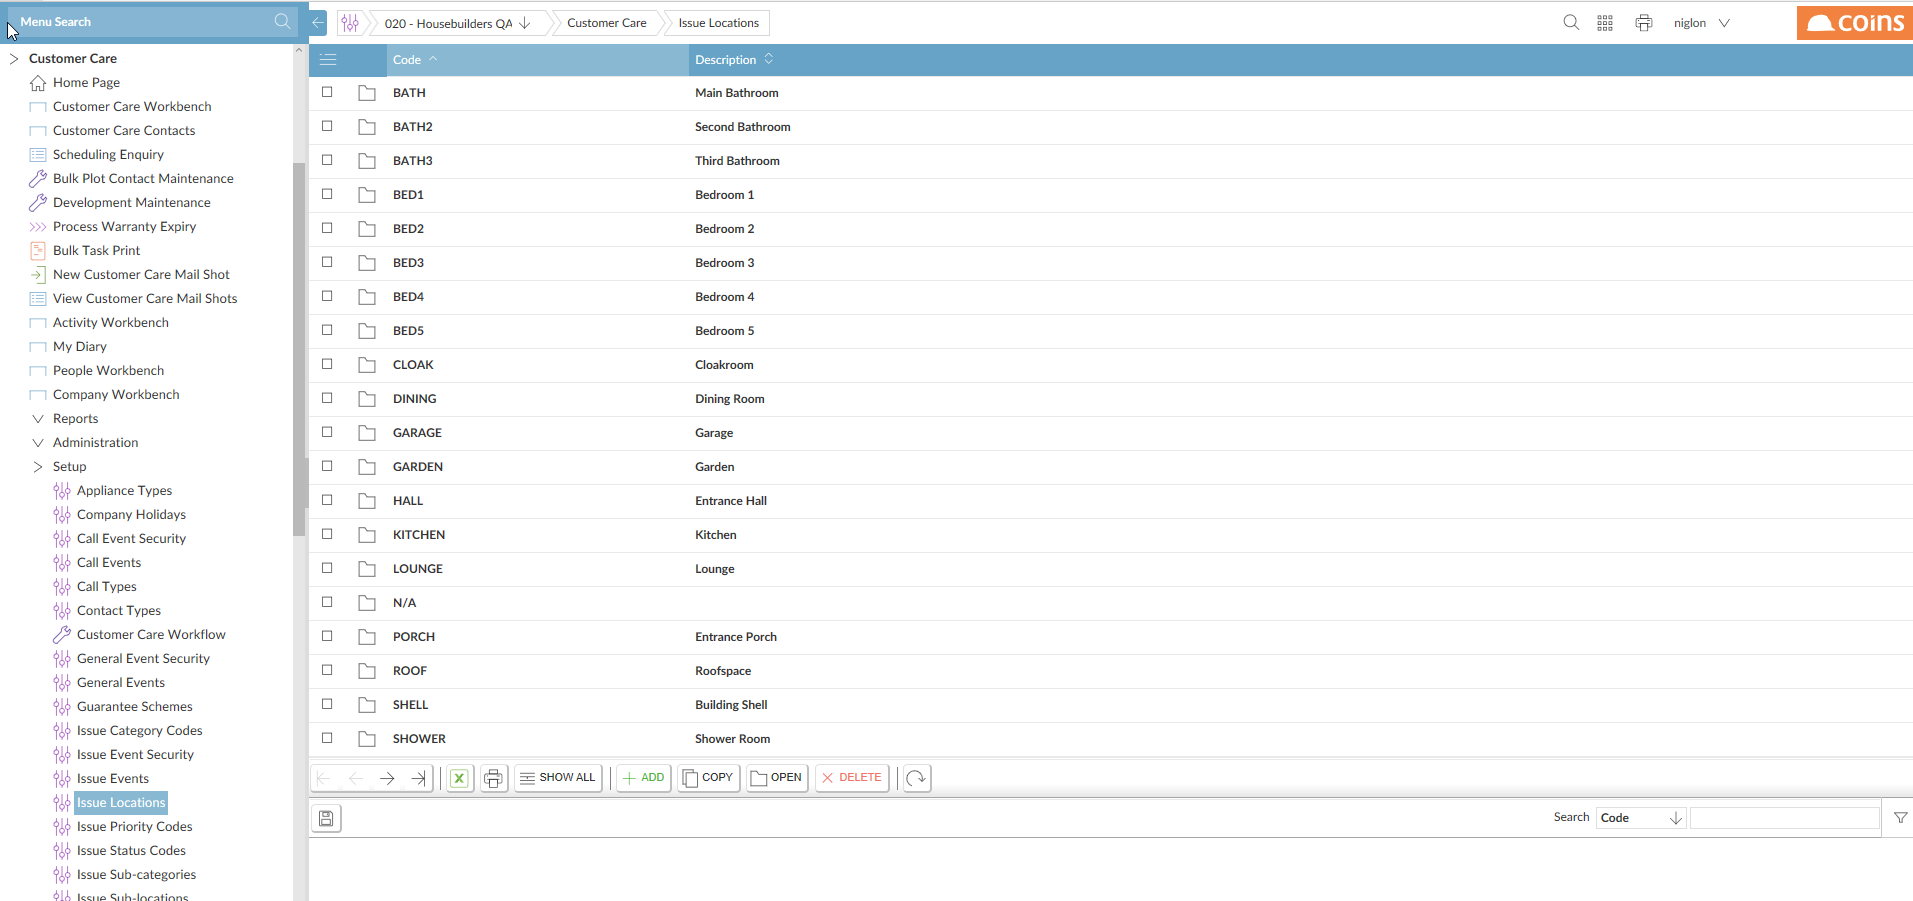 Menu Search
020 - Housebuilders QA
Customer Care
Issue Locations
niglon
coins
Customer Care
Home Page
Customer Care Workbench
Customer Care Contacts
Scheduling Enquiry
Bulk Plot Contact Maintenance
Development Maintenance
Process Warranty Expiry
Bulk Task Print
New Customer Care Mail Shot
View Customer Care Mail Shots
Activity Workbench
My Diary
People Workbench
Company Workbench
Reports
Administration
Setup
Appliance Types
Company Holidays
Call Event Security
Call Events
Call Types
Contact Types
Customer Care Workflow
General Event Security
General Events
Guarantee Schemes
Issue Category Codes
Issue Event Security
Issue Events
Issue Locations
Issue Priority Codes
Issue Status Codes
Issue Sub-categories
Issue Sub-locations
Code Description
BATH Main Bathroom
BATH2 Second Bathroom
BATH3 Third Bathroom
BED1 Bedroom 1
BED2 Bedroom 2
BED3 Bedroom 3
BED4 Bedroom 4
BED5 Bedroom 5
CLOAK Cloakroom
DINING Dining Room
GARAGE Garage
GARDEN Garden
HALL Entrance Hall
KITCHEN Kitchen
LOUNGE Lounge
N/A
PORCH Entrance Porch
ROOF Roofspace
SHELL Building Shell
SHOWER Shower Room
SHOW ALL ADD COPY OPEN DELETE
Search Code